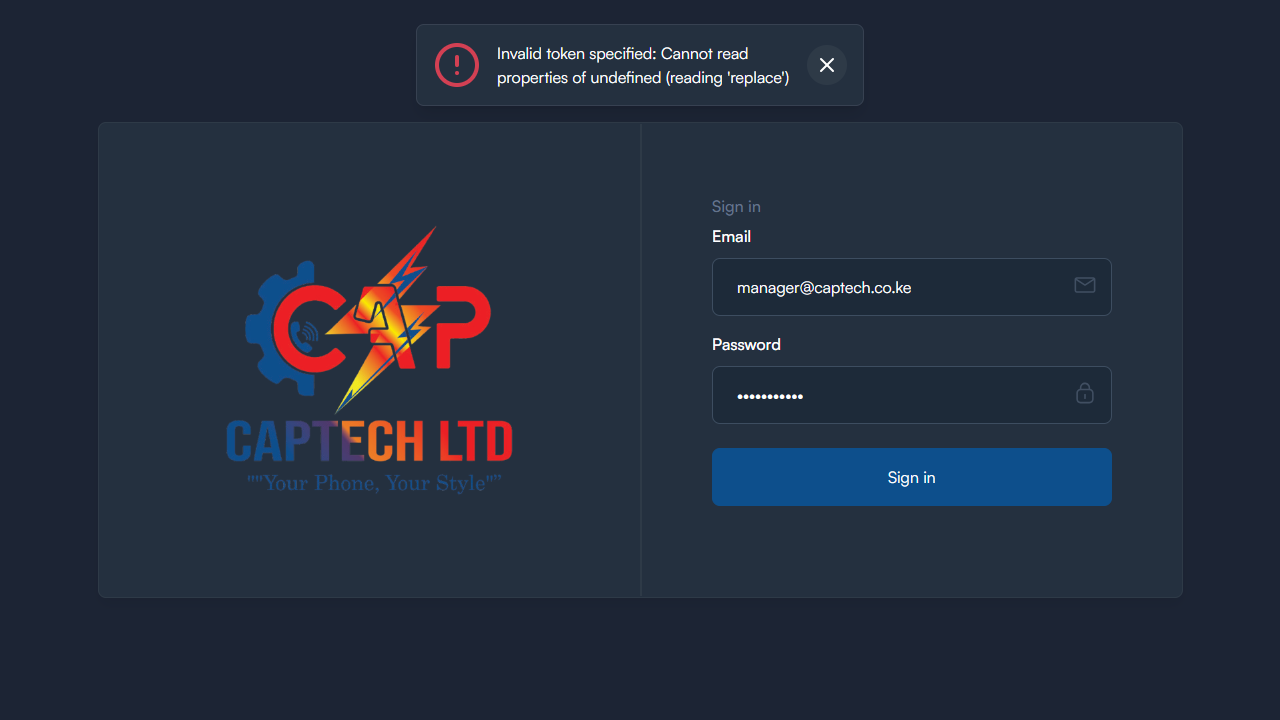 Invalid token specified: Cannot read
properties of undefined (reading 'replace')
CAP
CAPTECH LTD
""Your Phone, Your Style"”
Sign in
Email
manager@captech.co.ke
Password
•••••••••••
Sign in